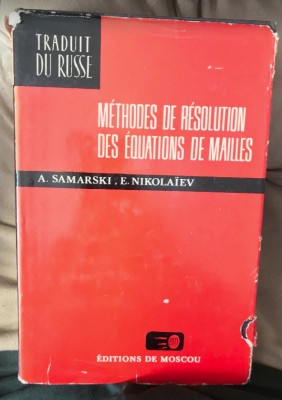 TRADUIT
DU RUSSE
MÉTHODES DE RÉSOLUTION
DES ÉQUATIONS DE MAILLES
A. SAMARSKI, E. NIKOLAÏEV
ÉDITIONS DE MOSCOU